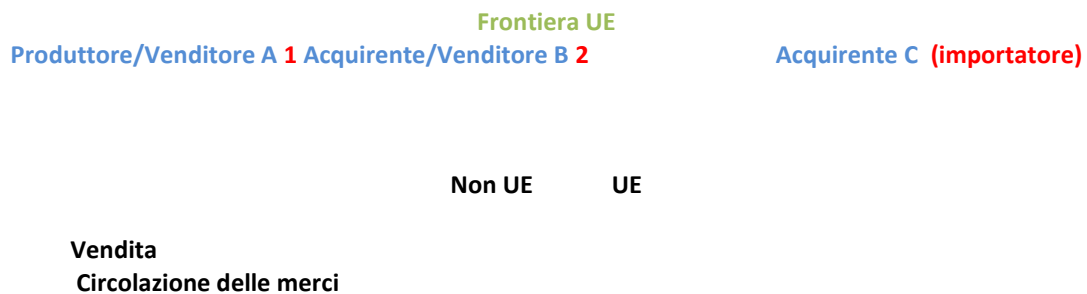 Frontiera UE
Produttore/Venditore A 1 Acquirente/Venditore B 2 Acquirente C (importatore)
Non UE UE
Vendita
Circolazione delle merci